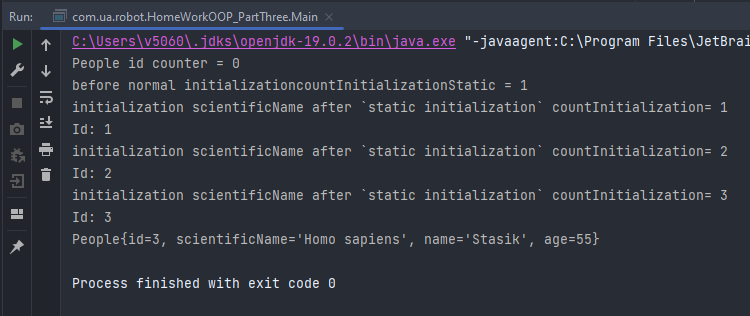 Run: com.ua.robot.HomeWorkOOP_PartThree.Main
C:\Users\v5060\.jdks\openjdk-19.0.2\bin\java.exe "-javaagent:C:\Program Files\JetBrai
People id counter = 0
before normal initializationcountInitializationStatic = 1
initialization scientificName after `static initialization` countInitialization= 1
Id: 1
initialization scientificName after `static initialization` countInitialization= 2
Id: 2
initialization scientificName after `static initialization` countInitialization= 3
Id: 3
People{id=3, scientificName='Homo sapiens', name='Stasik', age=55}
Process finished with exit code 0